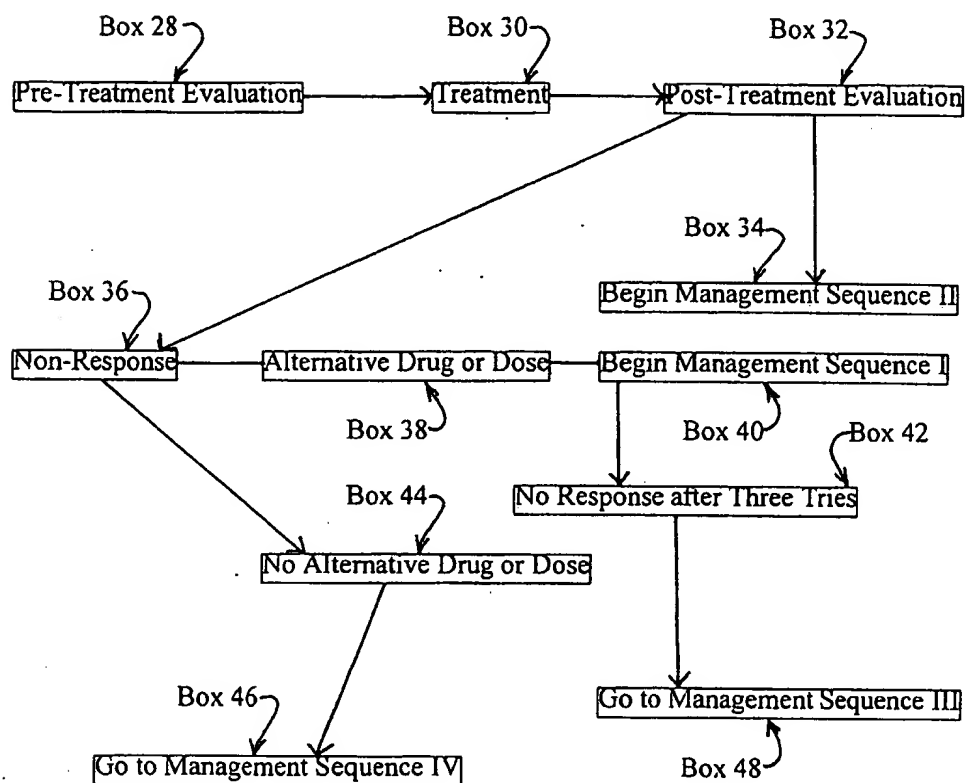 Box 28
Box 30
Box 32
Pre-Treatment Evaluation
Treatment
Post-Treatment Evaluation
Box 34
Begin Management Sequence II
Box 36
Non-Response
Alternative Drug or Dose
Begin Management Sequence I
Box 38
Box 40
Box 42
Box 44
No Response after Three Tries
No Alternative Drug or Dose
Box 46
Go to Management Sequence III
Go to Management Sequence IV
Box 48